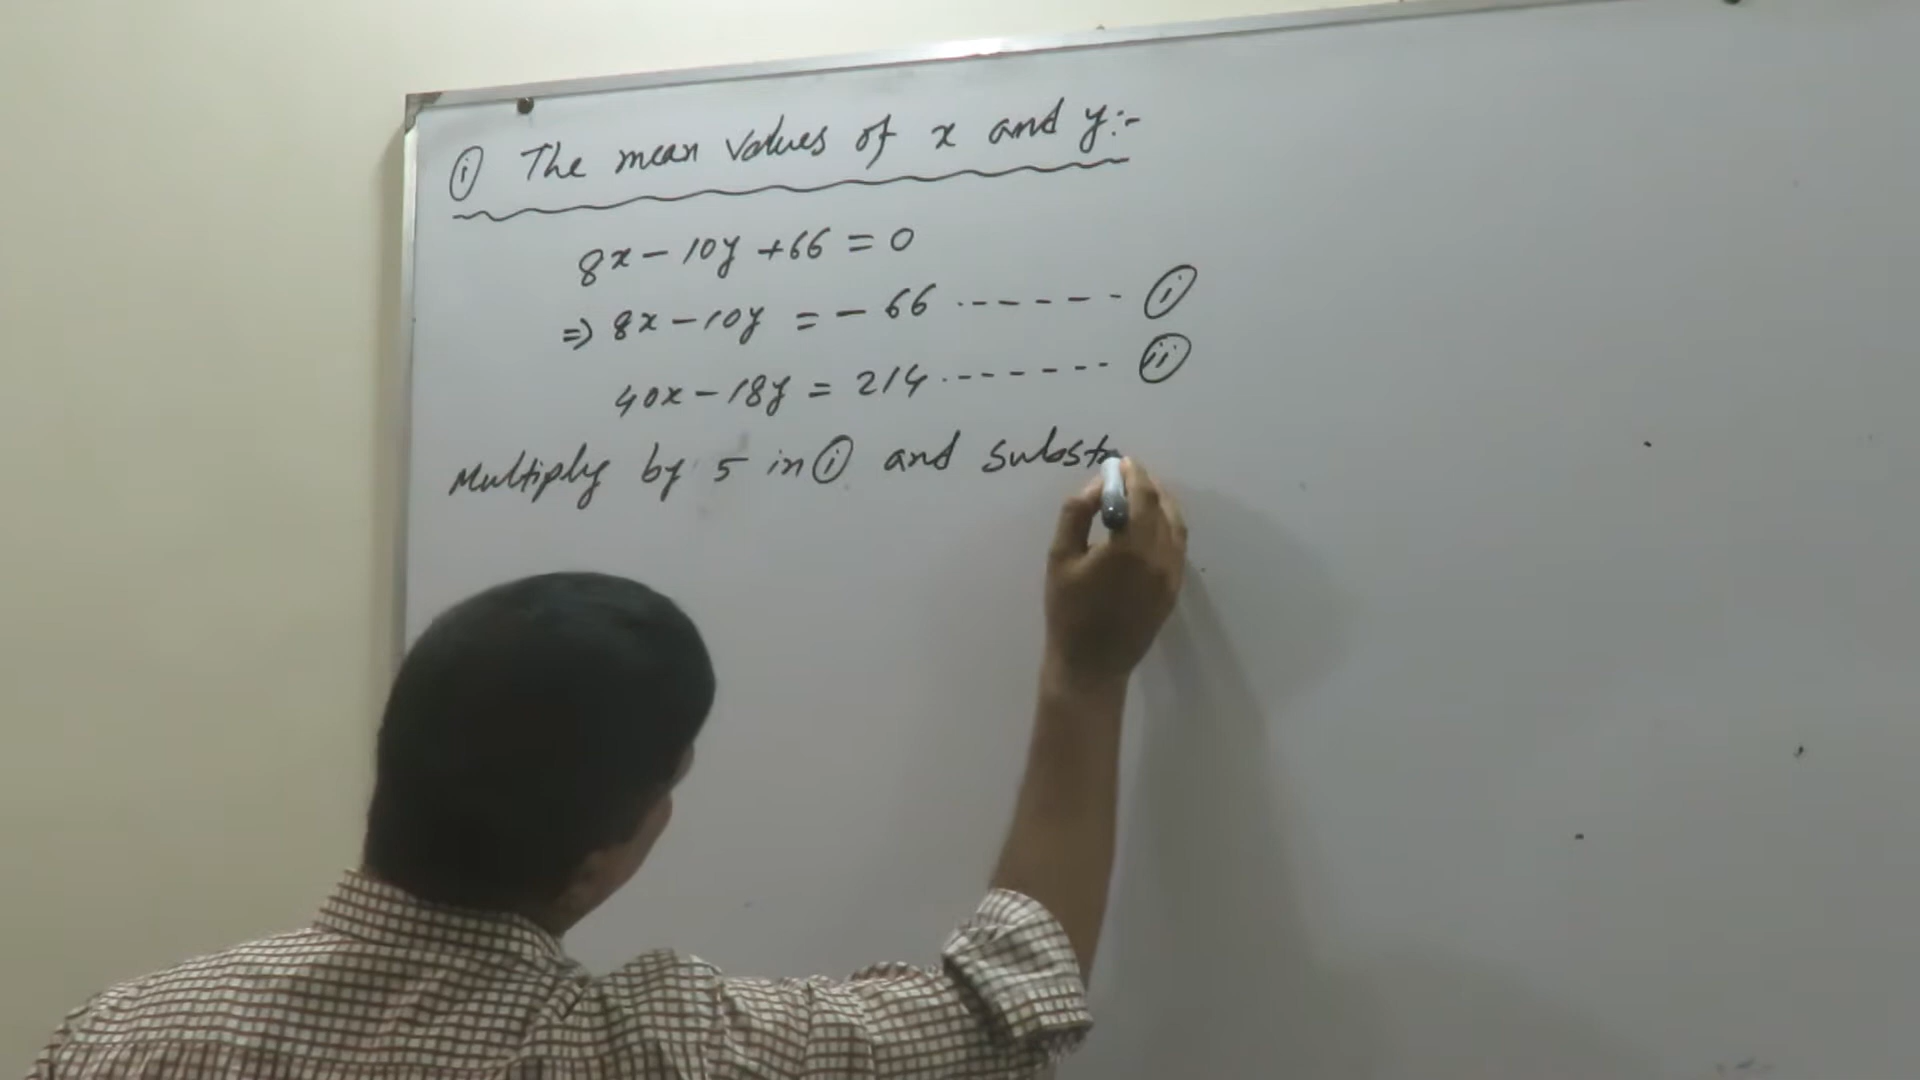 (i) The mean values of x and y:-
8x - 10y + 66 = 0
⇒ 8x - 10y = - 66 ------- (i)
40x - 18y = 214 ------- (ii)
Multiply by 5 in (i) and substr